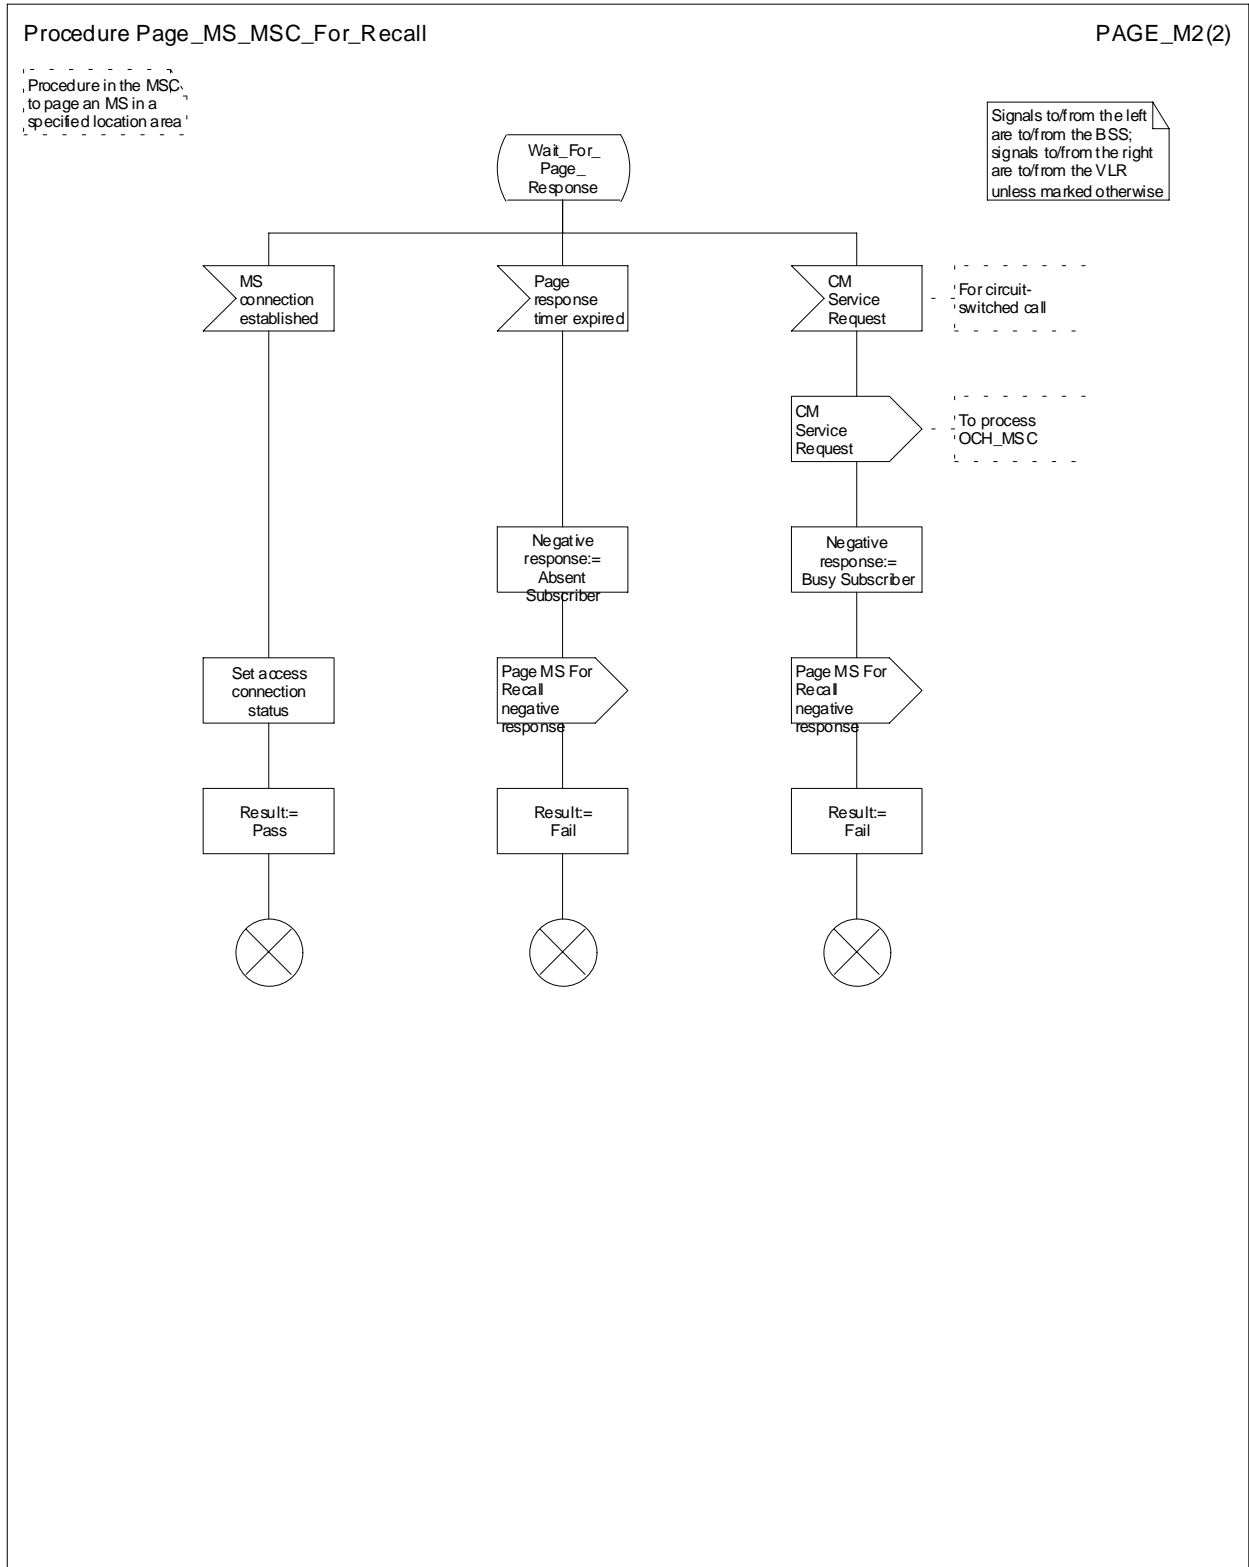 Procedure Page_MS_MSC_For_Recall
PAGE_M2(2)
Procedure in the MSC
to page an MS in a
specified location area
Signals to/from the left
are to/from the BSS;
signals to/from the right
are to/from the VLR
unless marked otherwise
Wait_For_
Page_
Response
MS
connection
established
Page
response
timer expired
CM
Service
Request
For circuit-
switched call
CM
Service
Request
To process
OCH_MSC
Negative
response:=
Absent
Subscriber
Negative
response:=
Busy Subscriber
Set access
connection
status
Page MS For
Recall
negative
response
Page MS For
Recall
negative
response
Result:=
Pass
Result:=
Fail
Result:=
Fail